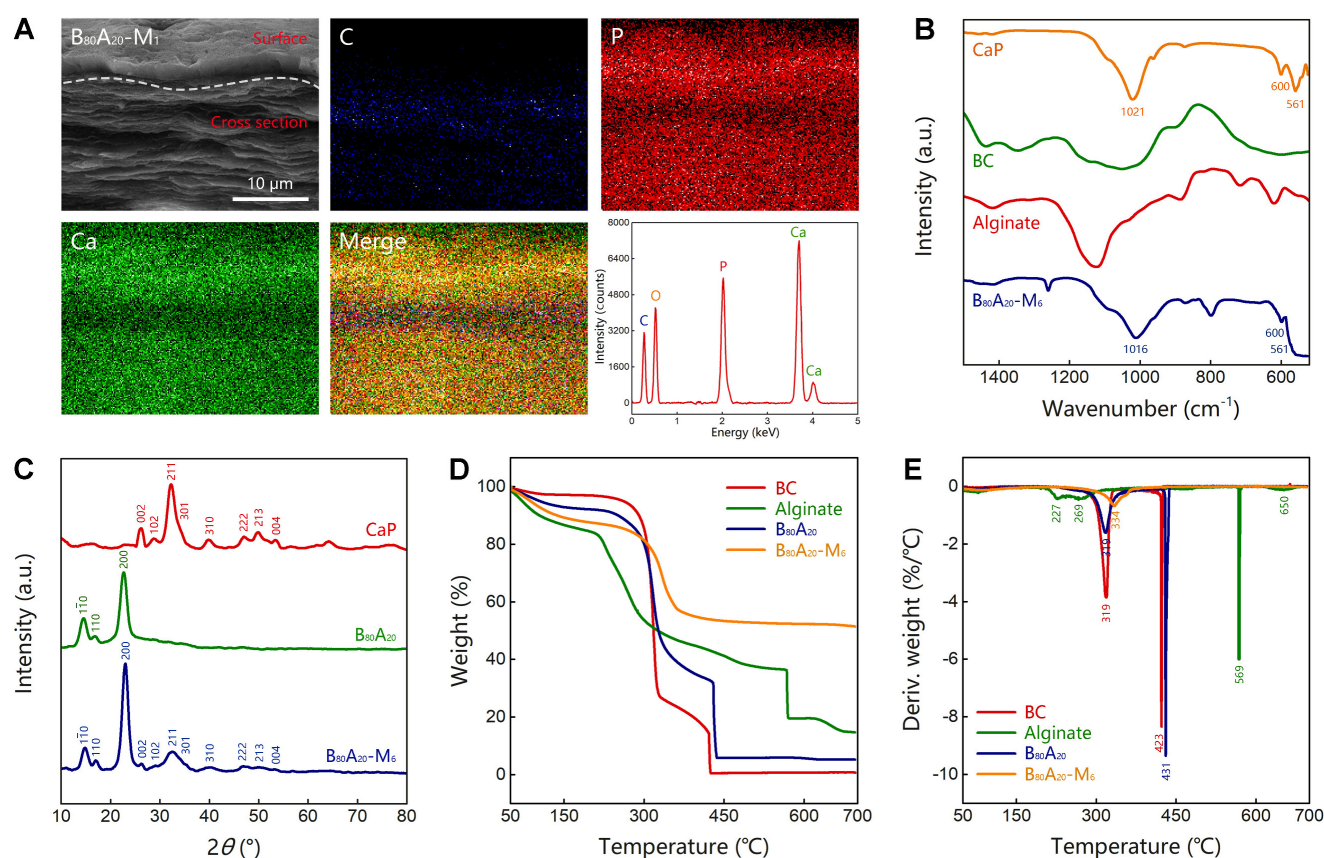 A
B₈₀A₂₀-M₁
Surface
Cross section
10 μm
C
P
Ca
Merge
8000
6400
4800
3200
1600
0
Intensity (counts)
C
O
P
Ca
Ca
0 1 2 3 4 5
Energy (keV)
B
Intensity (a.u.)
CaP
1021
600
561
BC
Alginate
B₈₀A₂₀-M₆
1016
600
561
1500 1200 900 600
Wavenumber (cm⁻¹)
C
Intensity (a.u.)
002
102
211
301
310
222
213
004
CaP
11̄0
110
200
B₈₀A₂₀
11̄0
110
200
002
102
211
301
310
222
213
004
B₈₀A₂₀-M₆
10 20 30 40 50 60 70 80
2θ (°)
D
Weight (%)
100
80
60
40
20
0
BC
Alginate
B₈₀A₂₀
B₈₀A₂₀-M₆
50 150 300 450 600 700
Temperature (℃)
E
Deriv. weight (%/℃)
0
-2
-4
-6
-8
-10
227
269
319
334
319
423
431
569
650
BC
Alginate
B₈₀A₂₀
B₈₀A₂₀-M₆
50 150 300 450 600 700
Temperature (℃)